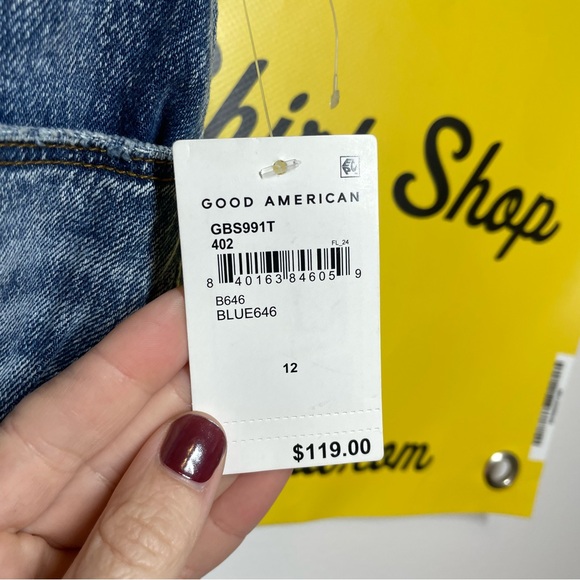 GOOD AMERICAN
GBS991T
402
FL_24
8 40163 84605 9
B646
BLUE646
12
$119.00
Shop